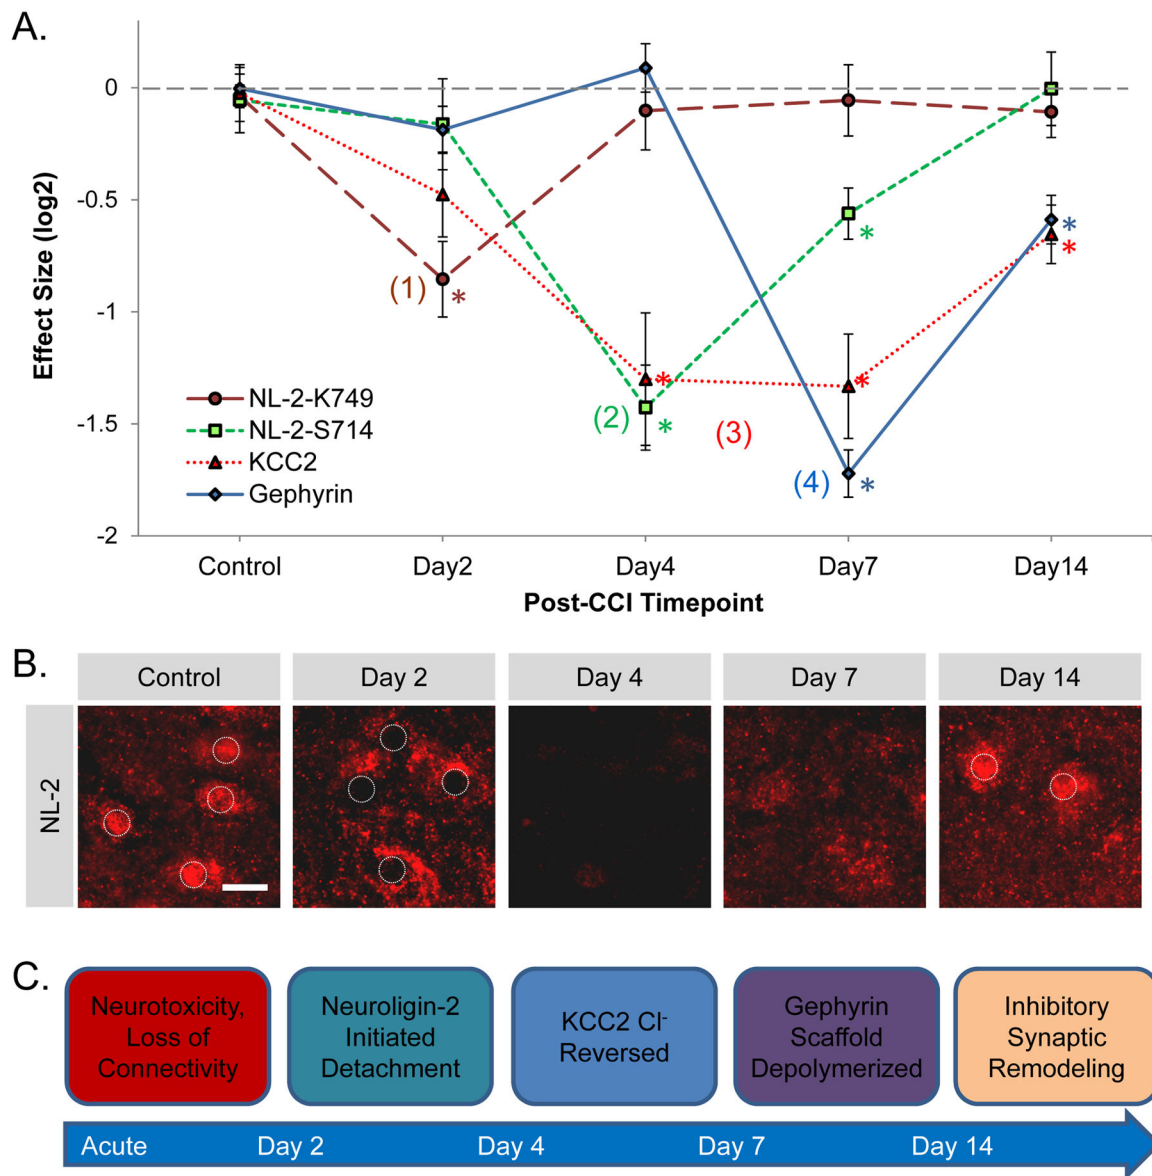 A.
0
-0.5
-1
-1.5
-2
Effect Size (log2)
(1)
*
(2)
*
*
(3)
*
*
(4)
*
*
*
NL-2-K749
NL-2-S714
KCC2
Gephyrin
Control Day2 Day4 Day7 Day14
Post-CCI Timepoint
B.
Control Day 2 Day 4 Day 7 Day 14
NL-2
C.
Neurotoxicity,
Loss of
Connectivity
Neuroligin-2
Initiated
Detachment
KCC2 Cl⁻
Reversed
Gephyrin
Scaffold
Depolymerized
Inhibitory
Synaptic
Remodeling
Acute Day 2 Day 4 Day 7 Day 14